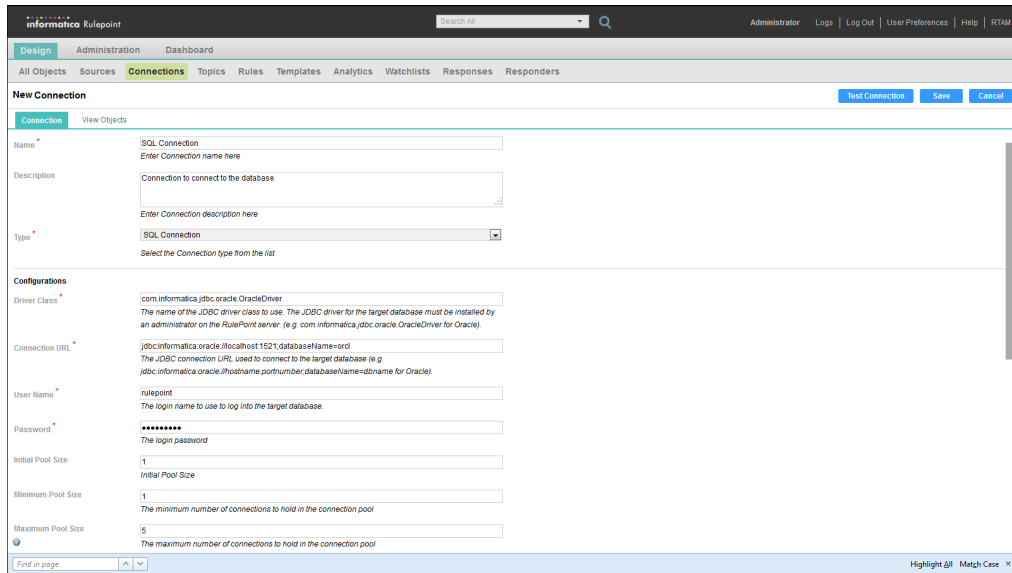 informatica Rulepoint
Search All
Administrator Logs | Log Out | User Preferences | Help | RTAM
Design Administration Dashboard
All Objects Sources Connections Topics Rules Templates Analytics Watchlists Responses Responders
New Connection
Test Connection Save Cancel
Connection View Objects
Name * SQL Connection
Enter Connection name here
Description Connection to connect to the database
Enter Connection description here
Type * SQL Connection
Select the Connection type from the list
Configurations
Driver Class * com.informatica.jdbc.oracle.OracleDriver
The name of the JDBC driver class to use. The JDBC driver for the target database must be installed by
an administrator on the RulePoint server. (e.g. com.informatica.jdbc.oracle.OracleDriver for Oracle).
Connection URL * jdbc:informatica:oracle://localhost:1521;databaseName=orcl
The JDBC connection URL used to connect to the target database (e.g.
jdbc:informatica:oracle://hostname:portnumber;databaseName=dbname for Oracle).
User Name * rulepoint
The login name to use to log into the target database.
Password * •••••••••
The login password
Initial Pool Size 1
Initial Pool Size
Minimum Pool Size 1
The minimum number of connections to hold in the connection pool
Maximum Pool Size 5
The maximum number of connections to hold in the connection pool
Find in page Highlight All Match Case ×